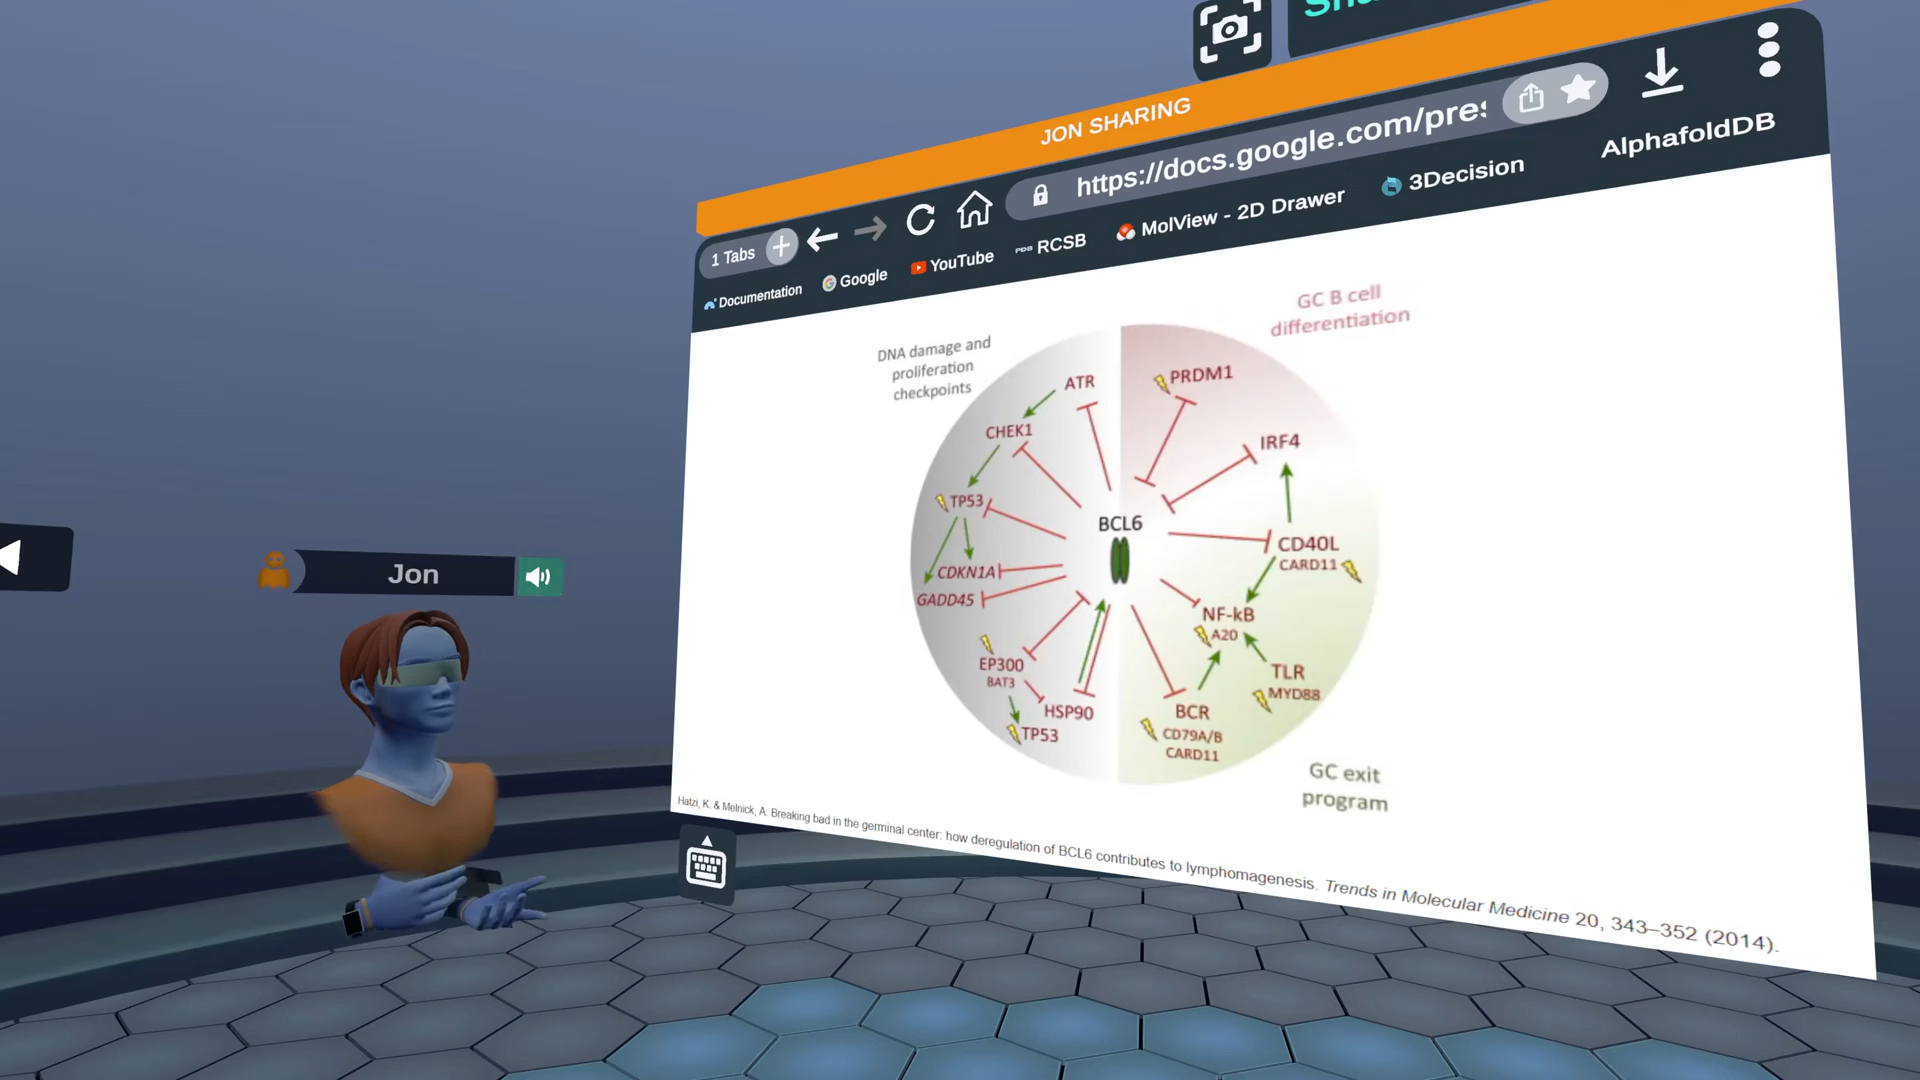 JON SHARING
1 Tabs
https://docs.google.com/pres
Documentation
Google
YouTube
PDB RCSB
MolView - 2D Drawer
3Decision
AlphafoldDB
GC B cell
differentiation
DNA damage and
proliferation
checkpoints
ATR
PRDM1
CHEK1
IRF4
TP53
BCL6
CD40L
CARD11
CDKN1A
GADD45
NF-kB
A20
EP300
BAT3
TLR
MYD88
HSP90
BCR
TP53
CD79A/B
CARD11
GC exit
program
Hatzi, K. & Melnick, A. Breaking bad in the germinal center: how deregulation of BCL6 contributes to lymphomagenesis. Trends in Molecular Medicine 20, 343–352 (2014).
Jon